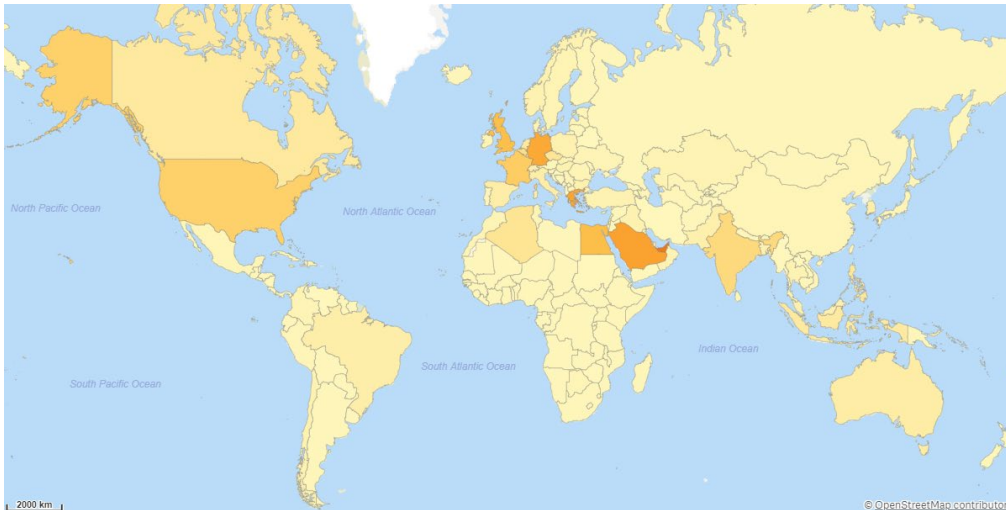 North Pacific Ocean
North Atlantic Ocean
Indian Ocean
South Atlantic Ocean
South Pacific Ocean
2000 km
© OpenStreetMap contributor